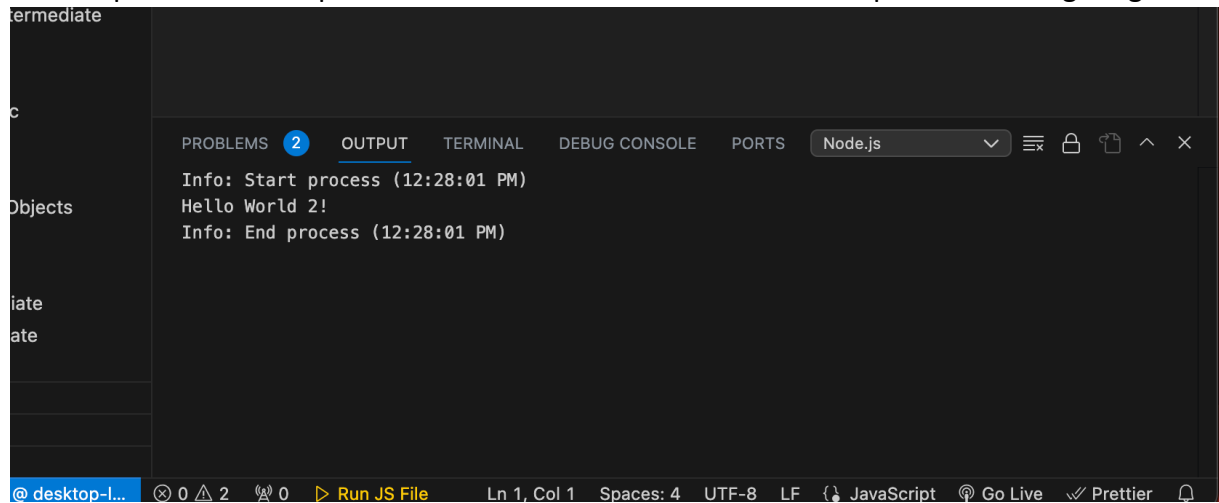 termediate
c
PROBLEMS 2 OUTPUT TERMINAL DEBUG CONSOLE PORTS Node.js
Info: Start process (12:28:01 PM)
Objects
Hello World 2!
Info: End process (12:28:01 PM)
iate
ate
@ desktop-l... 0 2 0 Run JS File Ln 1, Col 1 Spaces: 4 UTF-8 LF JavaScript Go Live Prettier